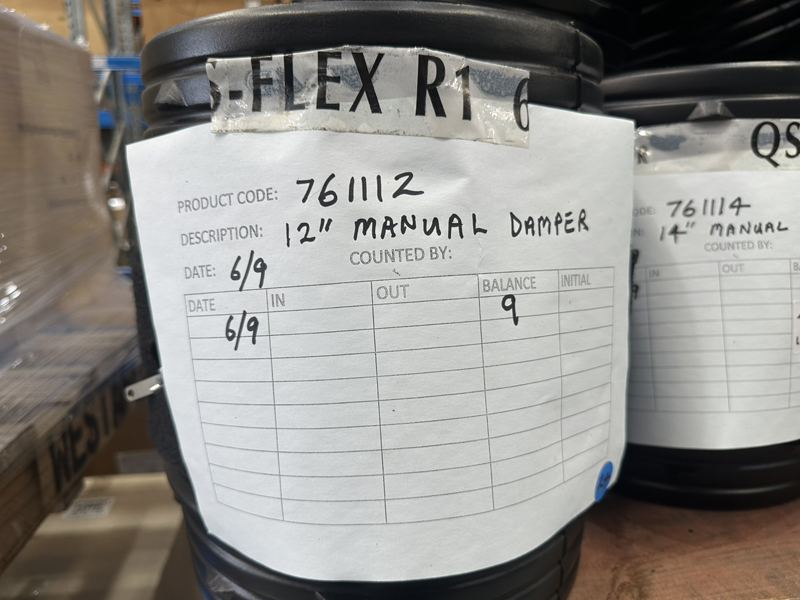 -FLEX R1 6
PRODUCT CODE: 761112
DESCRIPTION: 12" MANUAL DAMPER
DATE: 6/9 COUNTED BY:
DATE IN OUT BALANCE INITIAL
6/9 9
QS
761114
14" MANUAL
COUNTED BY:
IN OUT